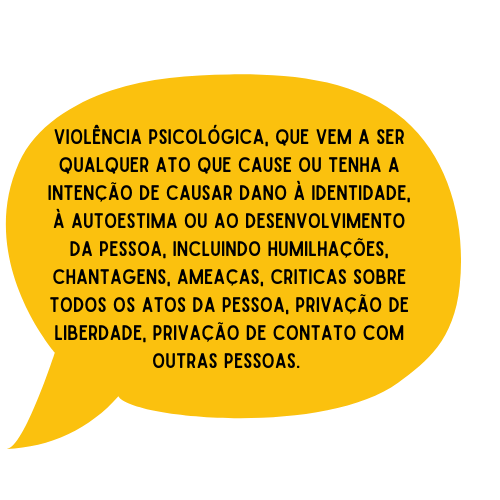 VIOLÊNCIA PSICOLÓGICA, QUE VEM A SER
QUALQUER ATO QUE CAUSE OU TENHA A
INTENÇÃO DE CAUSAR DANO À IDENTIDADE,
À AUTOESTIMA OU AO DESENVOLVIMENTO
DA PESSOA, INCLUINDO HUMILHAÇÕES,
CHANTAGENS, AMEAÇAS, CRITICAS SOBRE
TODOS OS ATOS DA PESSOA, PRIVAÇÃO DE
LIBERDADE, PRIVAÇÃO DE CONTATO COM
OUTRAS PESSOAS.